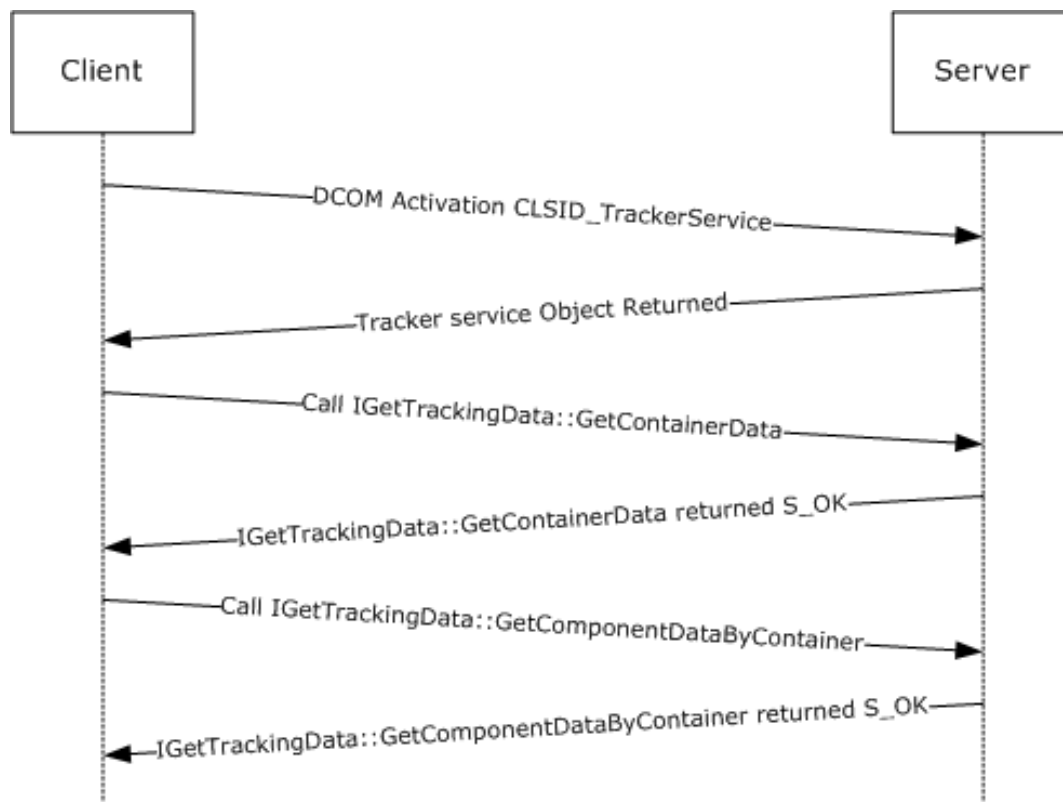 Client
Server
DCOM Activation CLSID_TrackerService
Tracker service Object Returned
Call IGetTrackingData::GetContainerData
IGetTrackingData::GetContainerData returned S_OK
Call IGetTrackingData::GetComponentDataByContainer
IGetTrackingData::GetComponentDataByContainer returned S_OK